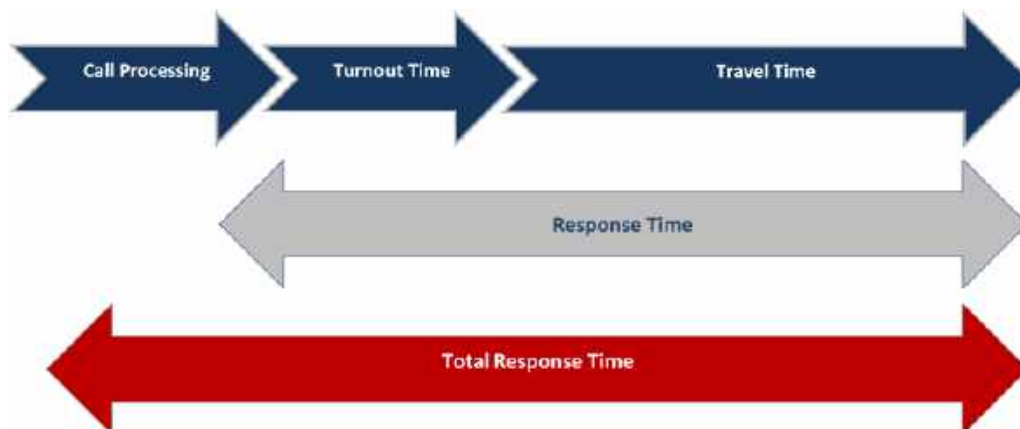 Call Processing
Turnout Time
Travel Time
Response Time
Total Response Time